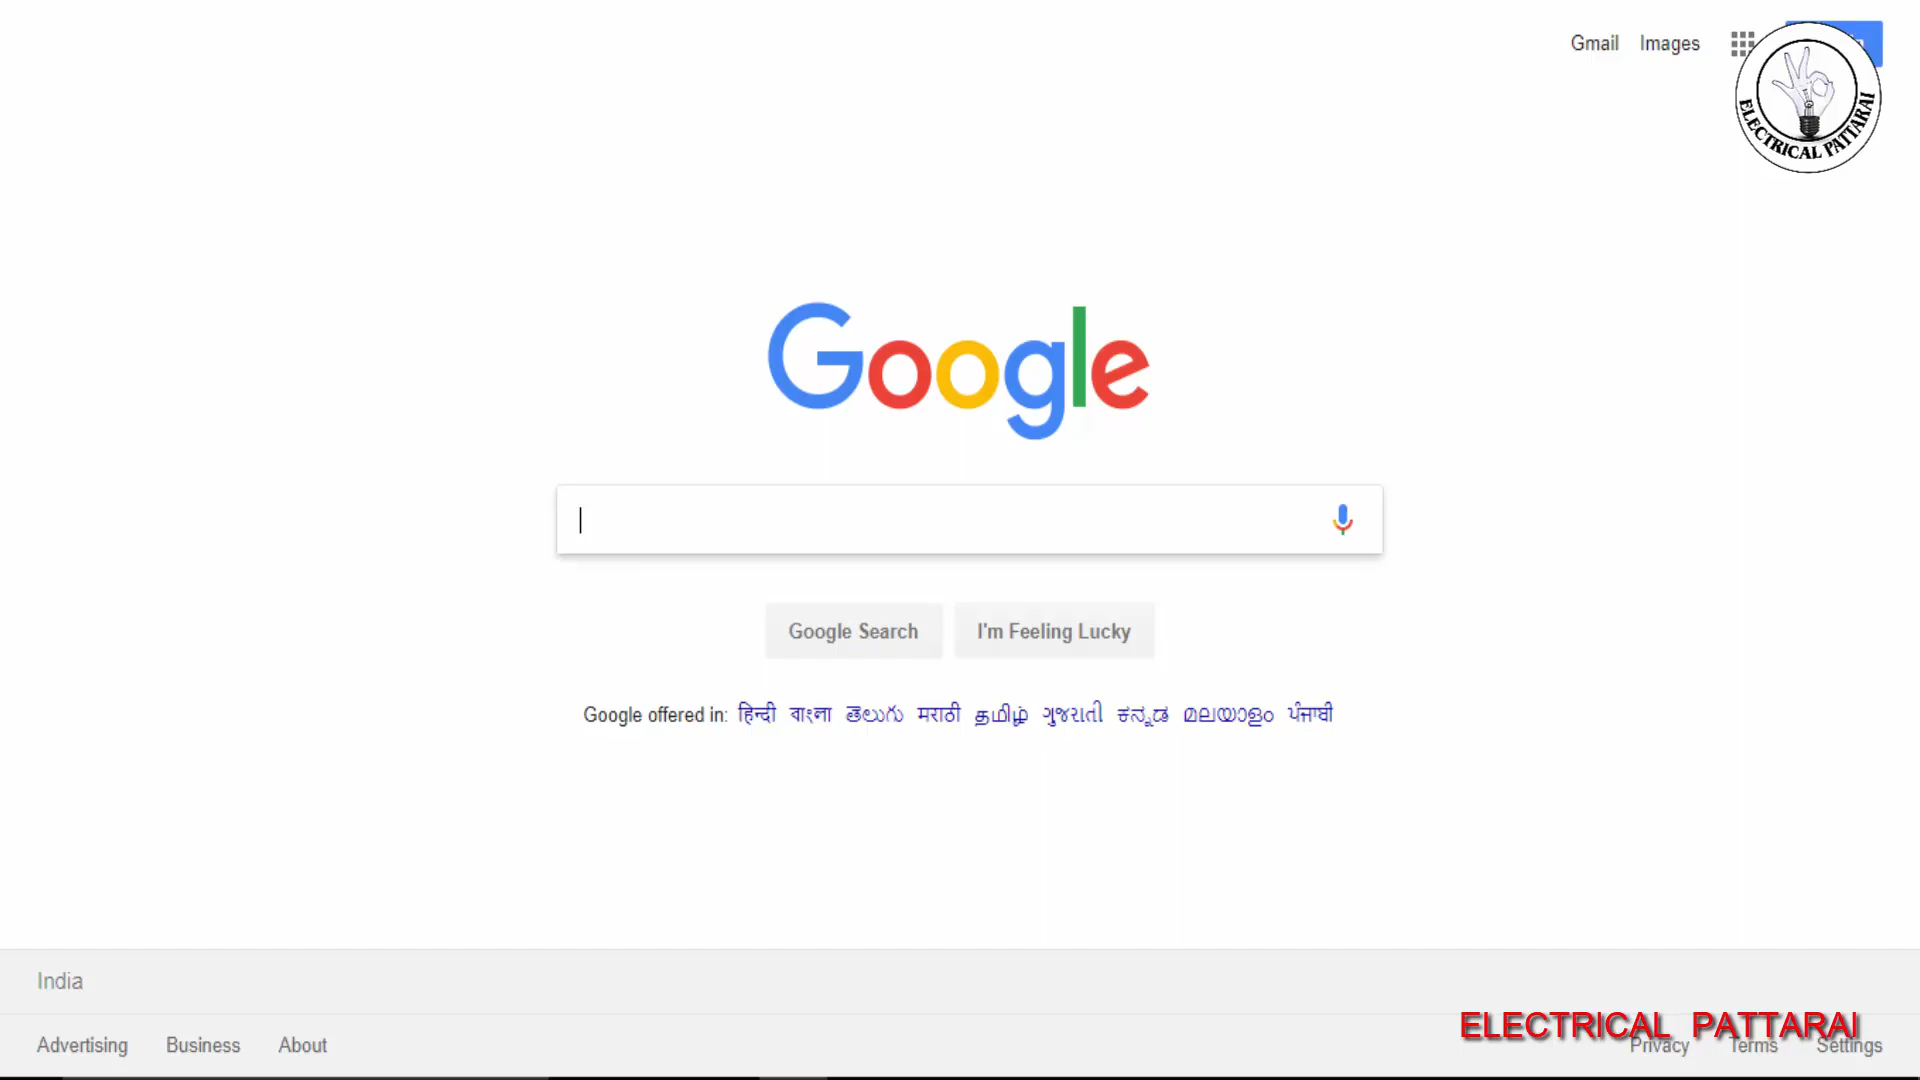 Gmail Images
ELECTRICAL PATTARAI
Google
Google Search I'm Feeling Lucky
Google offered in: हिन्दी বাংলা తెలుగు मराठी தமிழ் ગુજરાતી ಕನ್ನಡ മലയാളം ਪੰਜਾਬੀ
India
ELECTRICAL PATTARAI
Advertising Business About Privacy Terms Settings